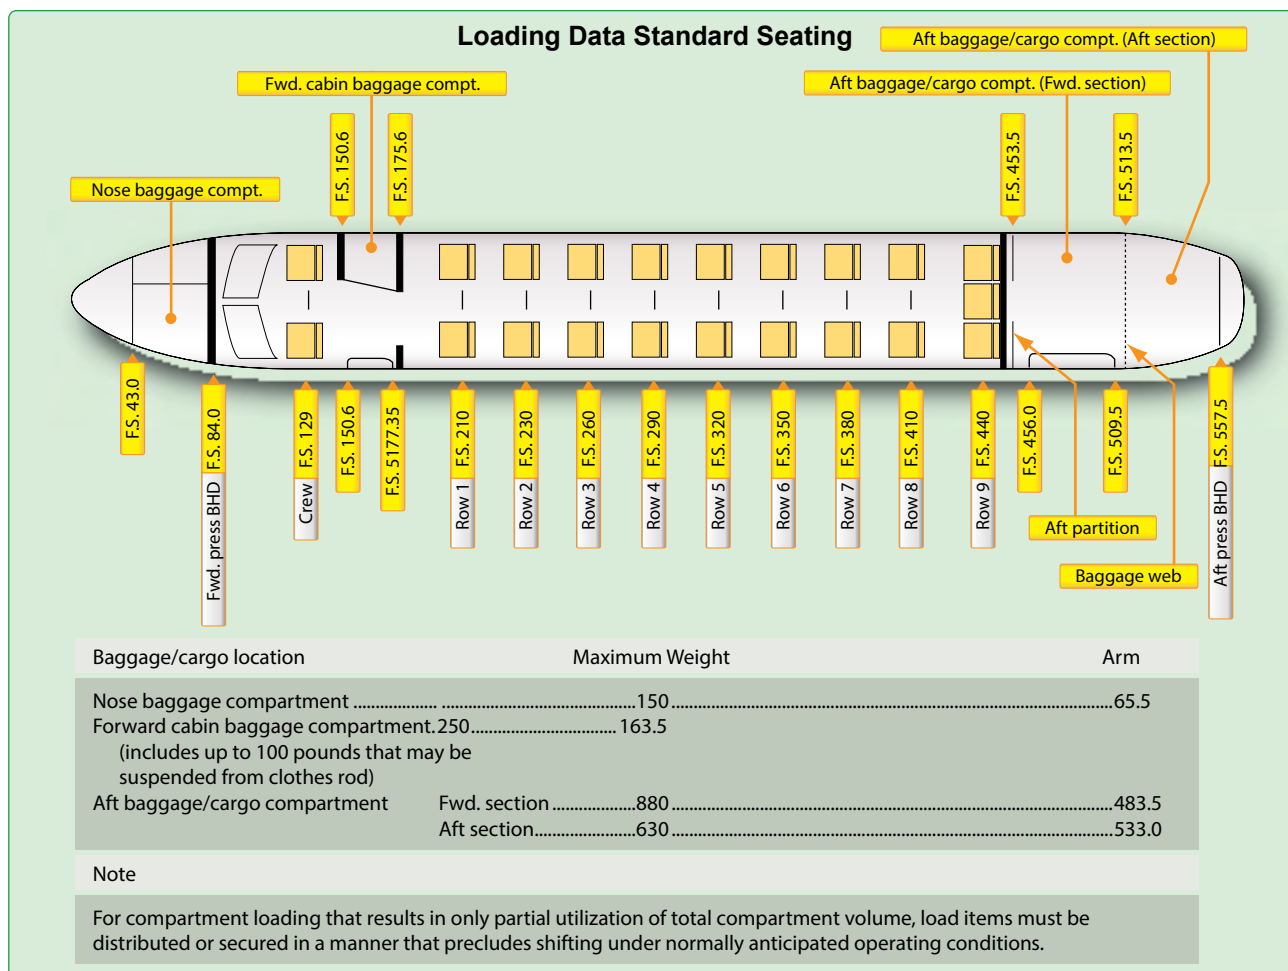 Loading Data Standard Seating
Aft baggage/cargo compt. (Aft section)
Fwd. cabin baggage compt.
Aft baggage/cargo compt. (Fwd. section)
Nose baggage compt.
F.S. 150.6
F.S. 175.6
F.S. 453.5
F.S. 513.5
F.S. 43.0
Fwd. press BHD F.S. 84.0
Crew F.S. 129
F.S. 150.6
F.S. 5177.35
Row 1 F.S. 210
Row 2 F.S. 230
Row 3 F.S. 260
Row 4 F.S. 290
Row 5 F.S. 320
Row 6 F.S. 350
Row 7 F.S. 380
Row 8 F.S. 410
Row 9 F.S. 440
F.S. 456.0
F.S. 509.5
Aft press BHD F.S. 557.5
Aft partition
Baggage web
Baggage/cargo location Maximum Weight Arm
Nose baggage compartment .................... .....................................................150....................................................................................................................65.5
Forward cabin baggage compartment.250................................... 163.5
(includes up to 100 pounds that may be
suspended from clothes rod)
Aft baggage/cargo compartment Fwd. section ....................880....................................................................................................................483.5
Aft section........................630....................................................................................................................533.0
Note
For compartment loading that results in only partial utilization of total compartment volume, load items must be
distributed or secured in a manner that precludes shifting under normally anticipated operating conditions.